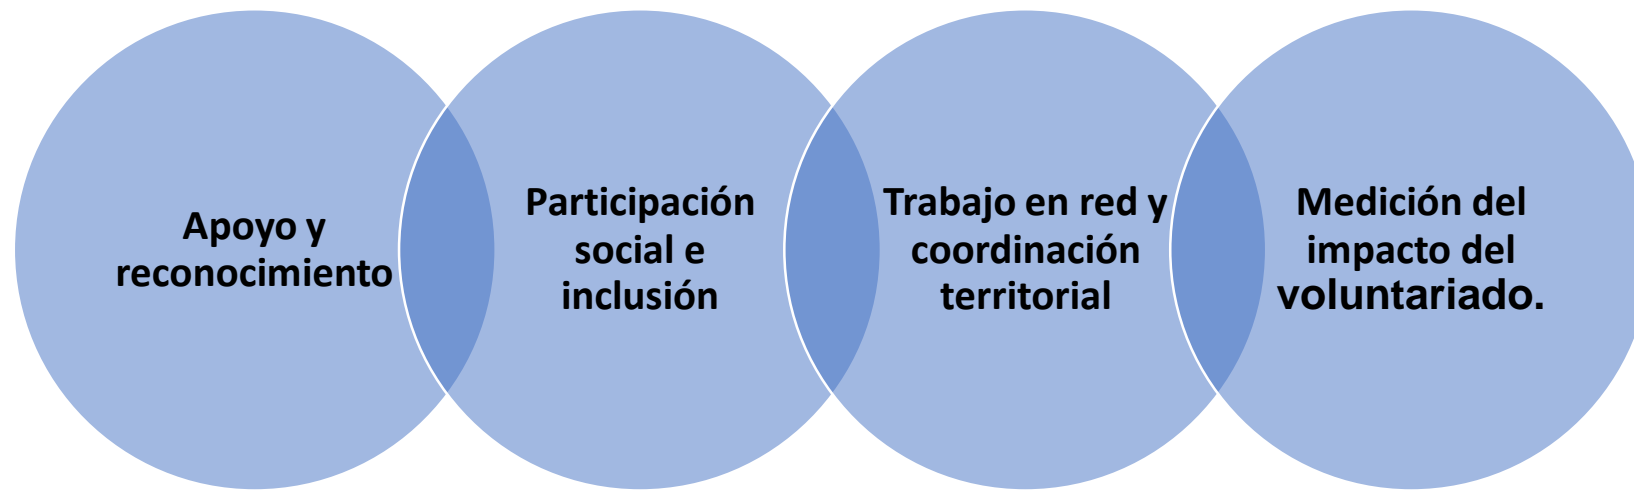 Apoyo y
reconocimiento
Participación
social e
inclusión
Trabajo en red y
coordinación
territorial
Medición del
impacto del
voluntariado.